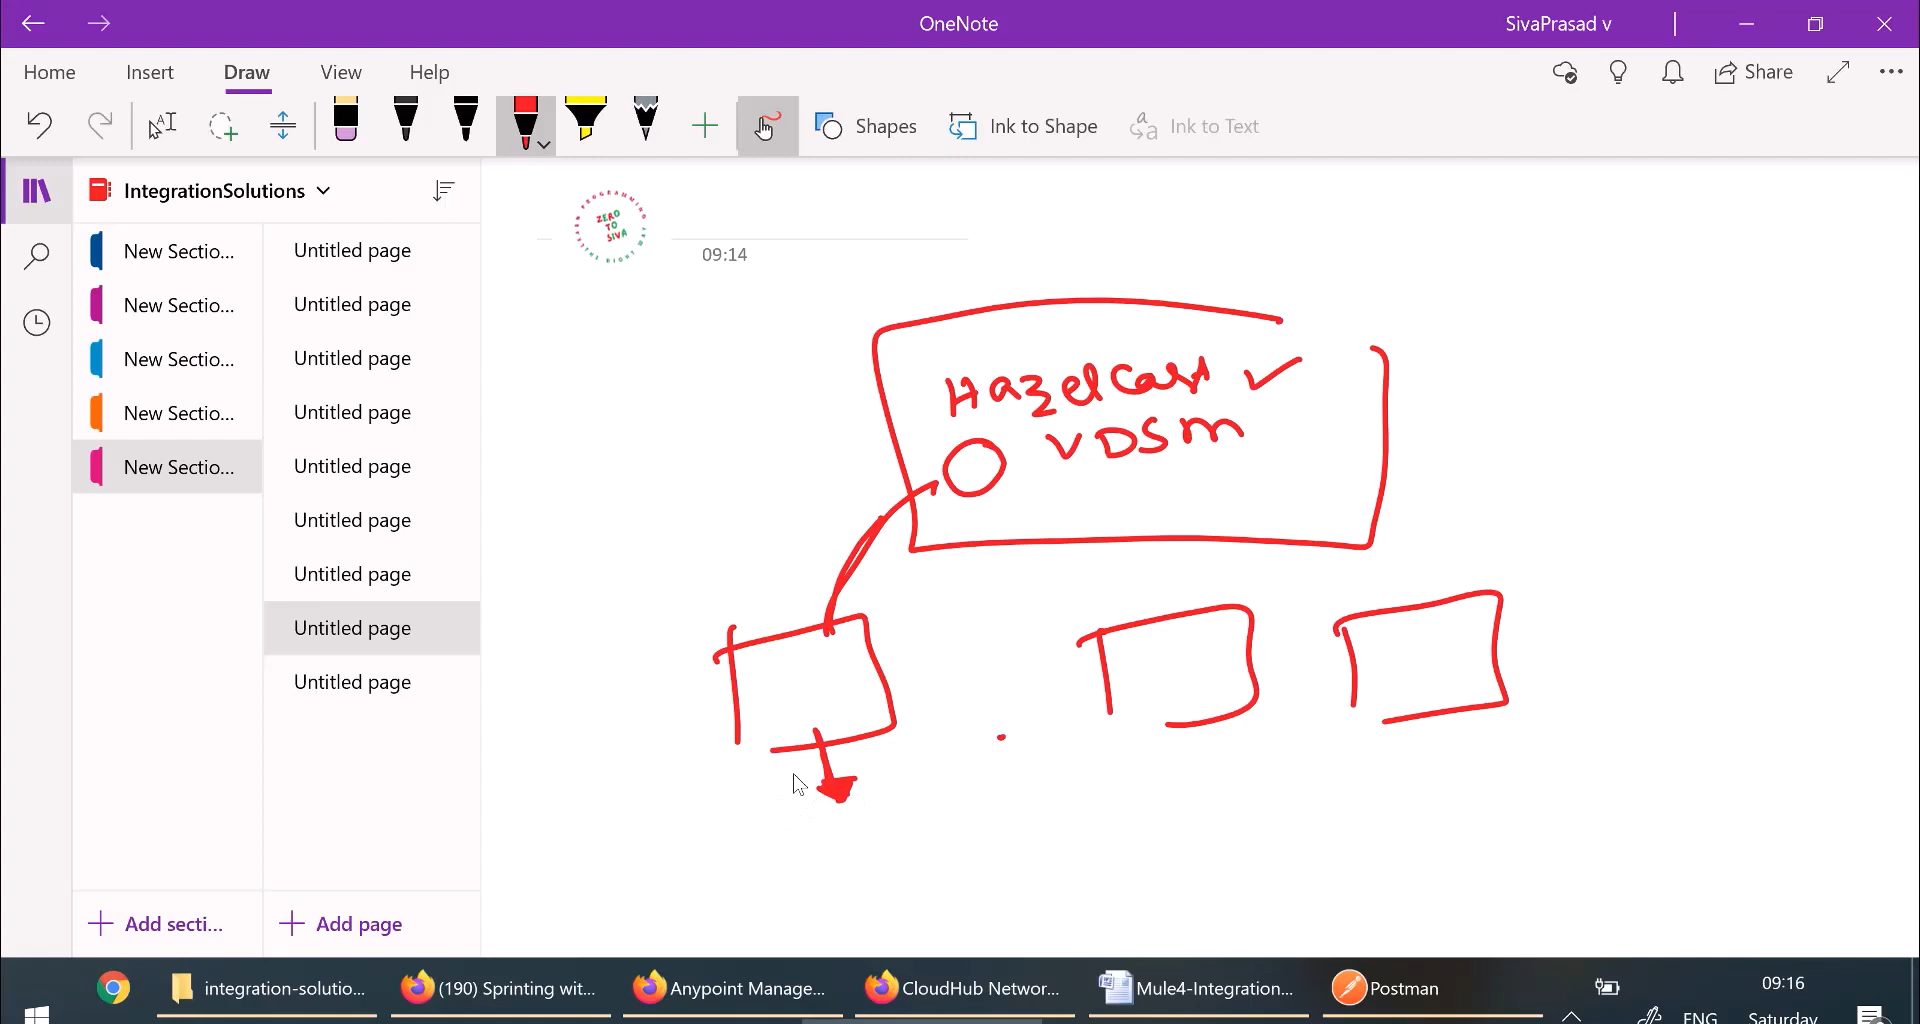 OneNote
SivaPrasad v
Home
Insert
Draw
View
Help
Share
Shapes
Ink to Shape
Ink to Text
IntegrationSolutions
New Sectio...
New Sectio...
New Sectio...
New Sectio...
New Sectio...
Untitled page
Untitled page
Untitled page
Untitled page
Untitled page
Untitled page
Untitled page
Untitled page
Untitled page
ZERO
TO
SIVA
09:14
HazelCast
VDSM
Add secti...
Add page
integration-solutio...
(190) Sprinting wit...
Anypoint Manage...
CloudHub Networ...
Mule4-Integration...
Postman
09:16
ENG
Saturday